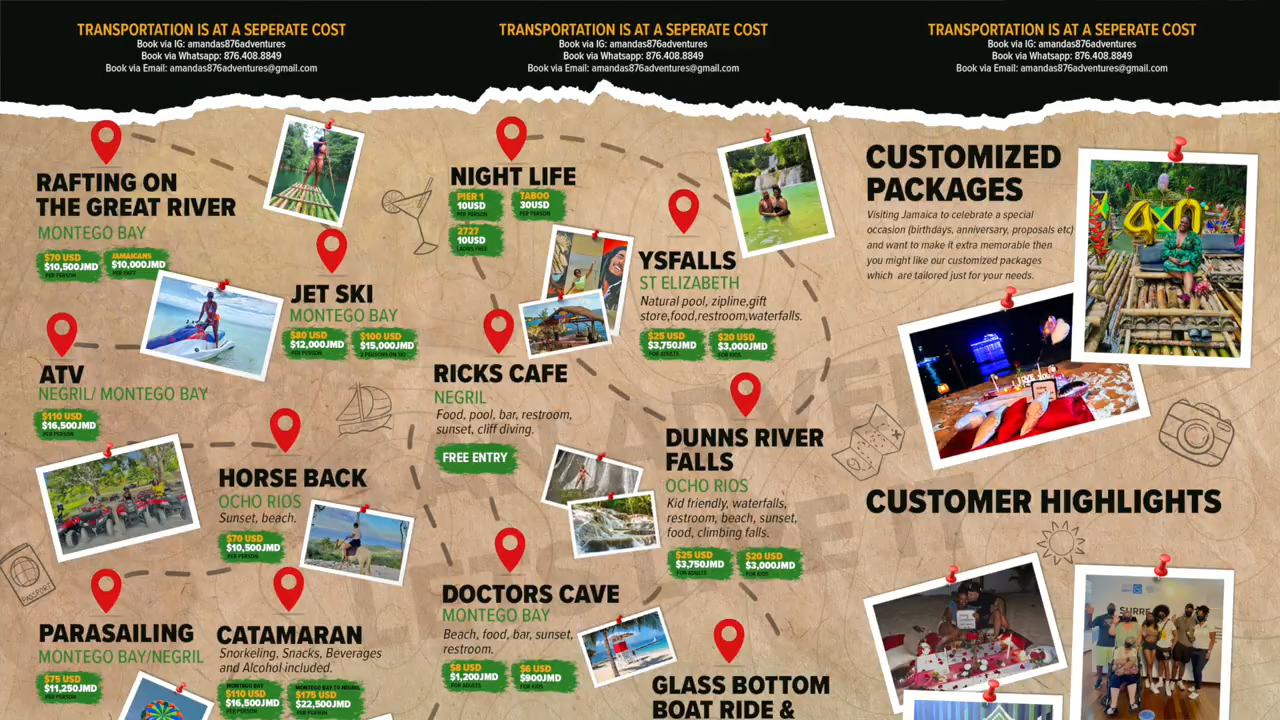 TRANSPORTATION IS AT A SEPERATE COST
Book via IG: amandas876adventures
Book via Whatsapp: 876.408.8849
Book via Email: amandas876adventures@gmail.com
RAFTING ON
THE GREAT RIVER
MONTEGO BAY
$70 USD
$10,500JMD
PER PERSON
JAMAICANS
$10,000JMD
PER RAFT
JET SKI
MONTEGO BAY
$80 USD
$12,000JMD
PER PERSON
$100 USD
$15,000JMD
2 PERSONS ON SKI
ATV
NEGRIL/ MONTEGO BAY
$110 USD
$16,500JMD
PER PERSON
HORSE BACK
OCHO RIOS
Sunset, beach.
$70 USD
$10,500JMD
PER PERSON
PASSPORT
PARASAILING
MONTEGO BAY/NEGRIL
$75 USD
$11,250JMD
PER PERSON
CATAMARAN
Snorkeling, Snacks, Beverages
and Alcohol included.
MONTEGO BAY
$110 USD
$16,500JMD
PER PERSON
MONTEGO BAY TO NEGRIL
$175 USD
$22,500JMD
PER PERSON
TRANSPORTATION IS AT A SEPERATE COST
Book via IG: amandas876adventures
Book via Whatsapp: 876.408.8849
Book via Email: amandas876adventures@gmail.com
NIGHT LIFE
PIER 1
10USD
PER PERSON
TABOO
30USD
PER PERSON
2727
10USD
LADIES FREE
YSFALLS
ST ELIZABETH
Natural pool, zipline,gift
store,food,restroom,waterfalls.
$25 USD
$3,750JMD
FOR ADULTS
$20 USD
$3,000JMD
FOR KIDS
RICKS CAFE
NEGRIL
Food, pool, bar, restroom,
sunset, cliff diving.
FREE ENTRY
DUNNS RIVER
FALLS
OCHO RIOS
Kid friendly, waterfalls,
restroom, beach, sunset,
food, climbing falls.
$25 USD
$3,750JMD
FOR ADULTS
$20 USD
$3,000JMD
FOR KIDS
DOCTORS CAVE
MONTEGO BAY
Beach, food, bar, sunset,
restroom.
$8 USD
$1,200JMD
FOR ADULTS
$6 USD
$900JMD
FOR KIDS
GLASS BOTTOM
BOAT RIDE &
TRANSPORTATION IS AT A SEPERATE COST
Book via IG: amandas876adventures
Book via Whatsapp: 876.408.8849
Book via Email: amandas876adventures@gmail.com
CUSTOMIZED
PACKAGES
Visiting Jamaica to celebrate a special
occasion (birthdays, anniversary, proposals etc)
and want to make it extra memorable then
you might like our customized packages
which are tailored just for your needs.
CUSTOMER HIGHLIGHTS
SURRE